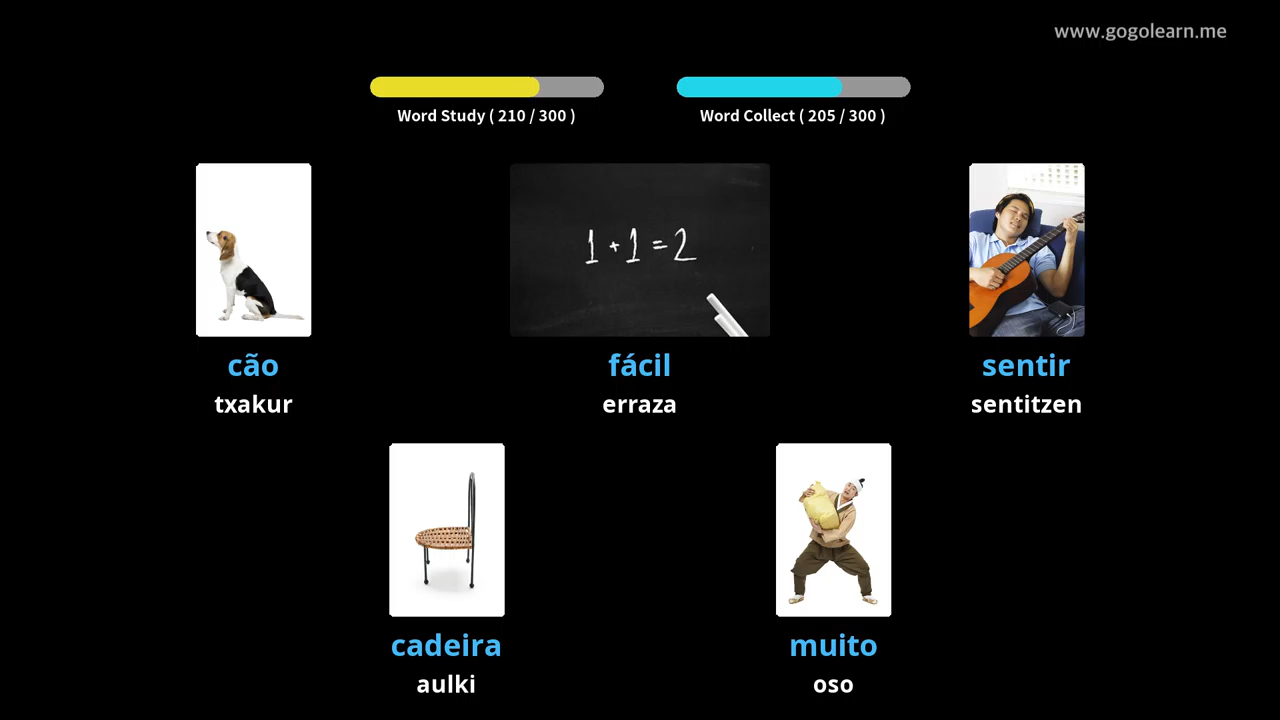 www.gogolearn.me
Word Study ( 210 / 300 )
Word Collect ( 205 / 300 )
1 + 1 = 2
cão
txakur
fácil
erraza
sentir
sentitzen
cadeira
aulki
muito
oso